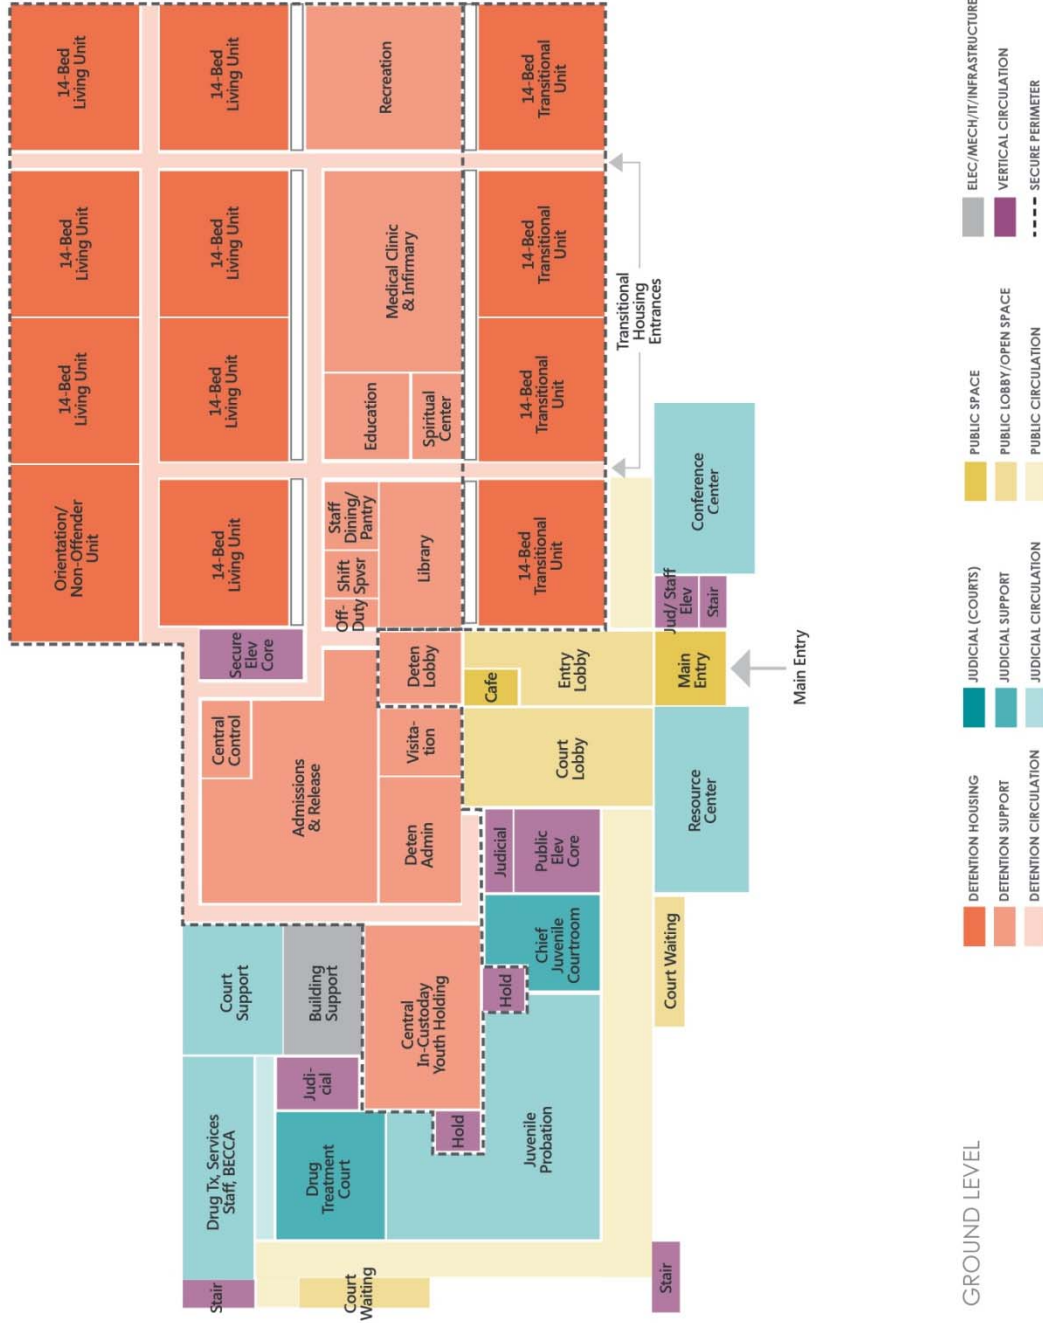 14-Bed
Living Unit
14-Bed
Living Unit
Recreation
14-Bed
Transitional
Unit
14-Bed
Living Unit
14-Bed
Living Unit
Medical Clinic
& Infirmary
14-Bed
Transitional
Unit
14-Bed
Living Unit
14-Bed
Living Unit
Education
Spiritual
Center
14-Bed
Transitional
Unit
Transitional
Housing
Entrances
Orientation/
Non-Offender
Unit
14-Bed
Living Unit
Staff
Dining/
Pantry
Shift
Spvsr
Off-
Duty
Library
14-Bed
Transitional
Unit
Conference
Center
Jud/ Staff
Elev
Stair
Secure
Elev
Core
Deten
Lobby
Cafe
Entry
Lobby
Main
Entry
Main Entry
Central
Control
Admissions
& Release
Visita-
tion
Deten
Admin
Court
Lobby
Resource
Center
Judicial
Public
Elev
Core
Chief
Juvenile
Courtroom
Court Waiting
Court
Support
Building
Support
Central
In-Custoday
Youth Holding
Hold
Judi-
cial
Hold
Drug Tx, Services
Staff, BECCA
Drug
Treatment
Court
Juvenile
Probation
Stair
Court
Waiting
Stair
GROUND LEVEL
DETENTION HOUSING
DETENTION SUPPORT
DETENTION CIRCULATION
JUDICIAL (COURTS)
JUDICIAL SUPPORT
JUDICIAL CIRCULATION
PUBLIC SPACE
PUBLIC LOBBY/OPEN SPACE
PUBLIC CIRCULATION
ELEC/MECH/IT/INFRASTRUCTURE
VERTICAL CIRCULATION
SECURE PERIMETER